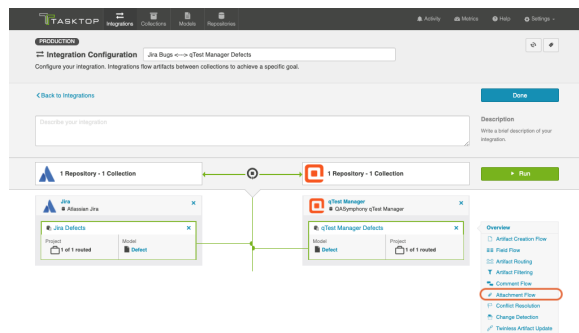 TASKTOP
Integrations
Collections
Models
Repositories
Activity
Metrics
Help
Settings
PRODUCTION
Integration Configuration
Jira Bugs <--> qTest Manager Defects
Configure your integration. Integrations flow artifacts between collections to achieve a specific goal.
Back to Integrations
Done
Describe your integration
Description
Write a brief description of your
integration.
1 Repository - 1 Collection
1 Repository - 1 Collection
Run
Jira
Atlassian Jira
qTest Manager
QASymphony qTest Manager
Jira Defects
Project
1 of 1 routed
Model
Defect
qTest Manager Defects
Model
Defect
Project
1 of 1 routed
Overview
Artifact Creation Flow
Field Flow
Artifact Routing
Artifact Filtering
Comment Flow
Attachment Flow
Conflict Resolution
Change Detection
Twinless Artifact Update